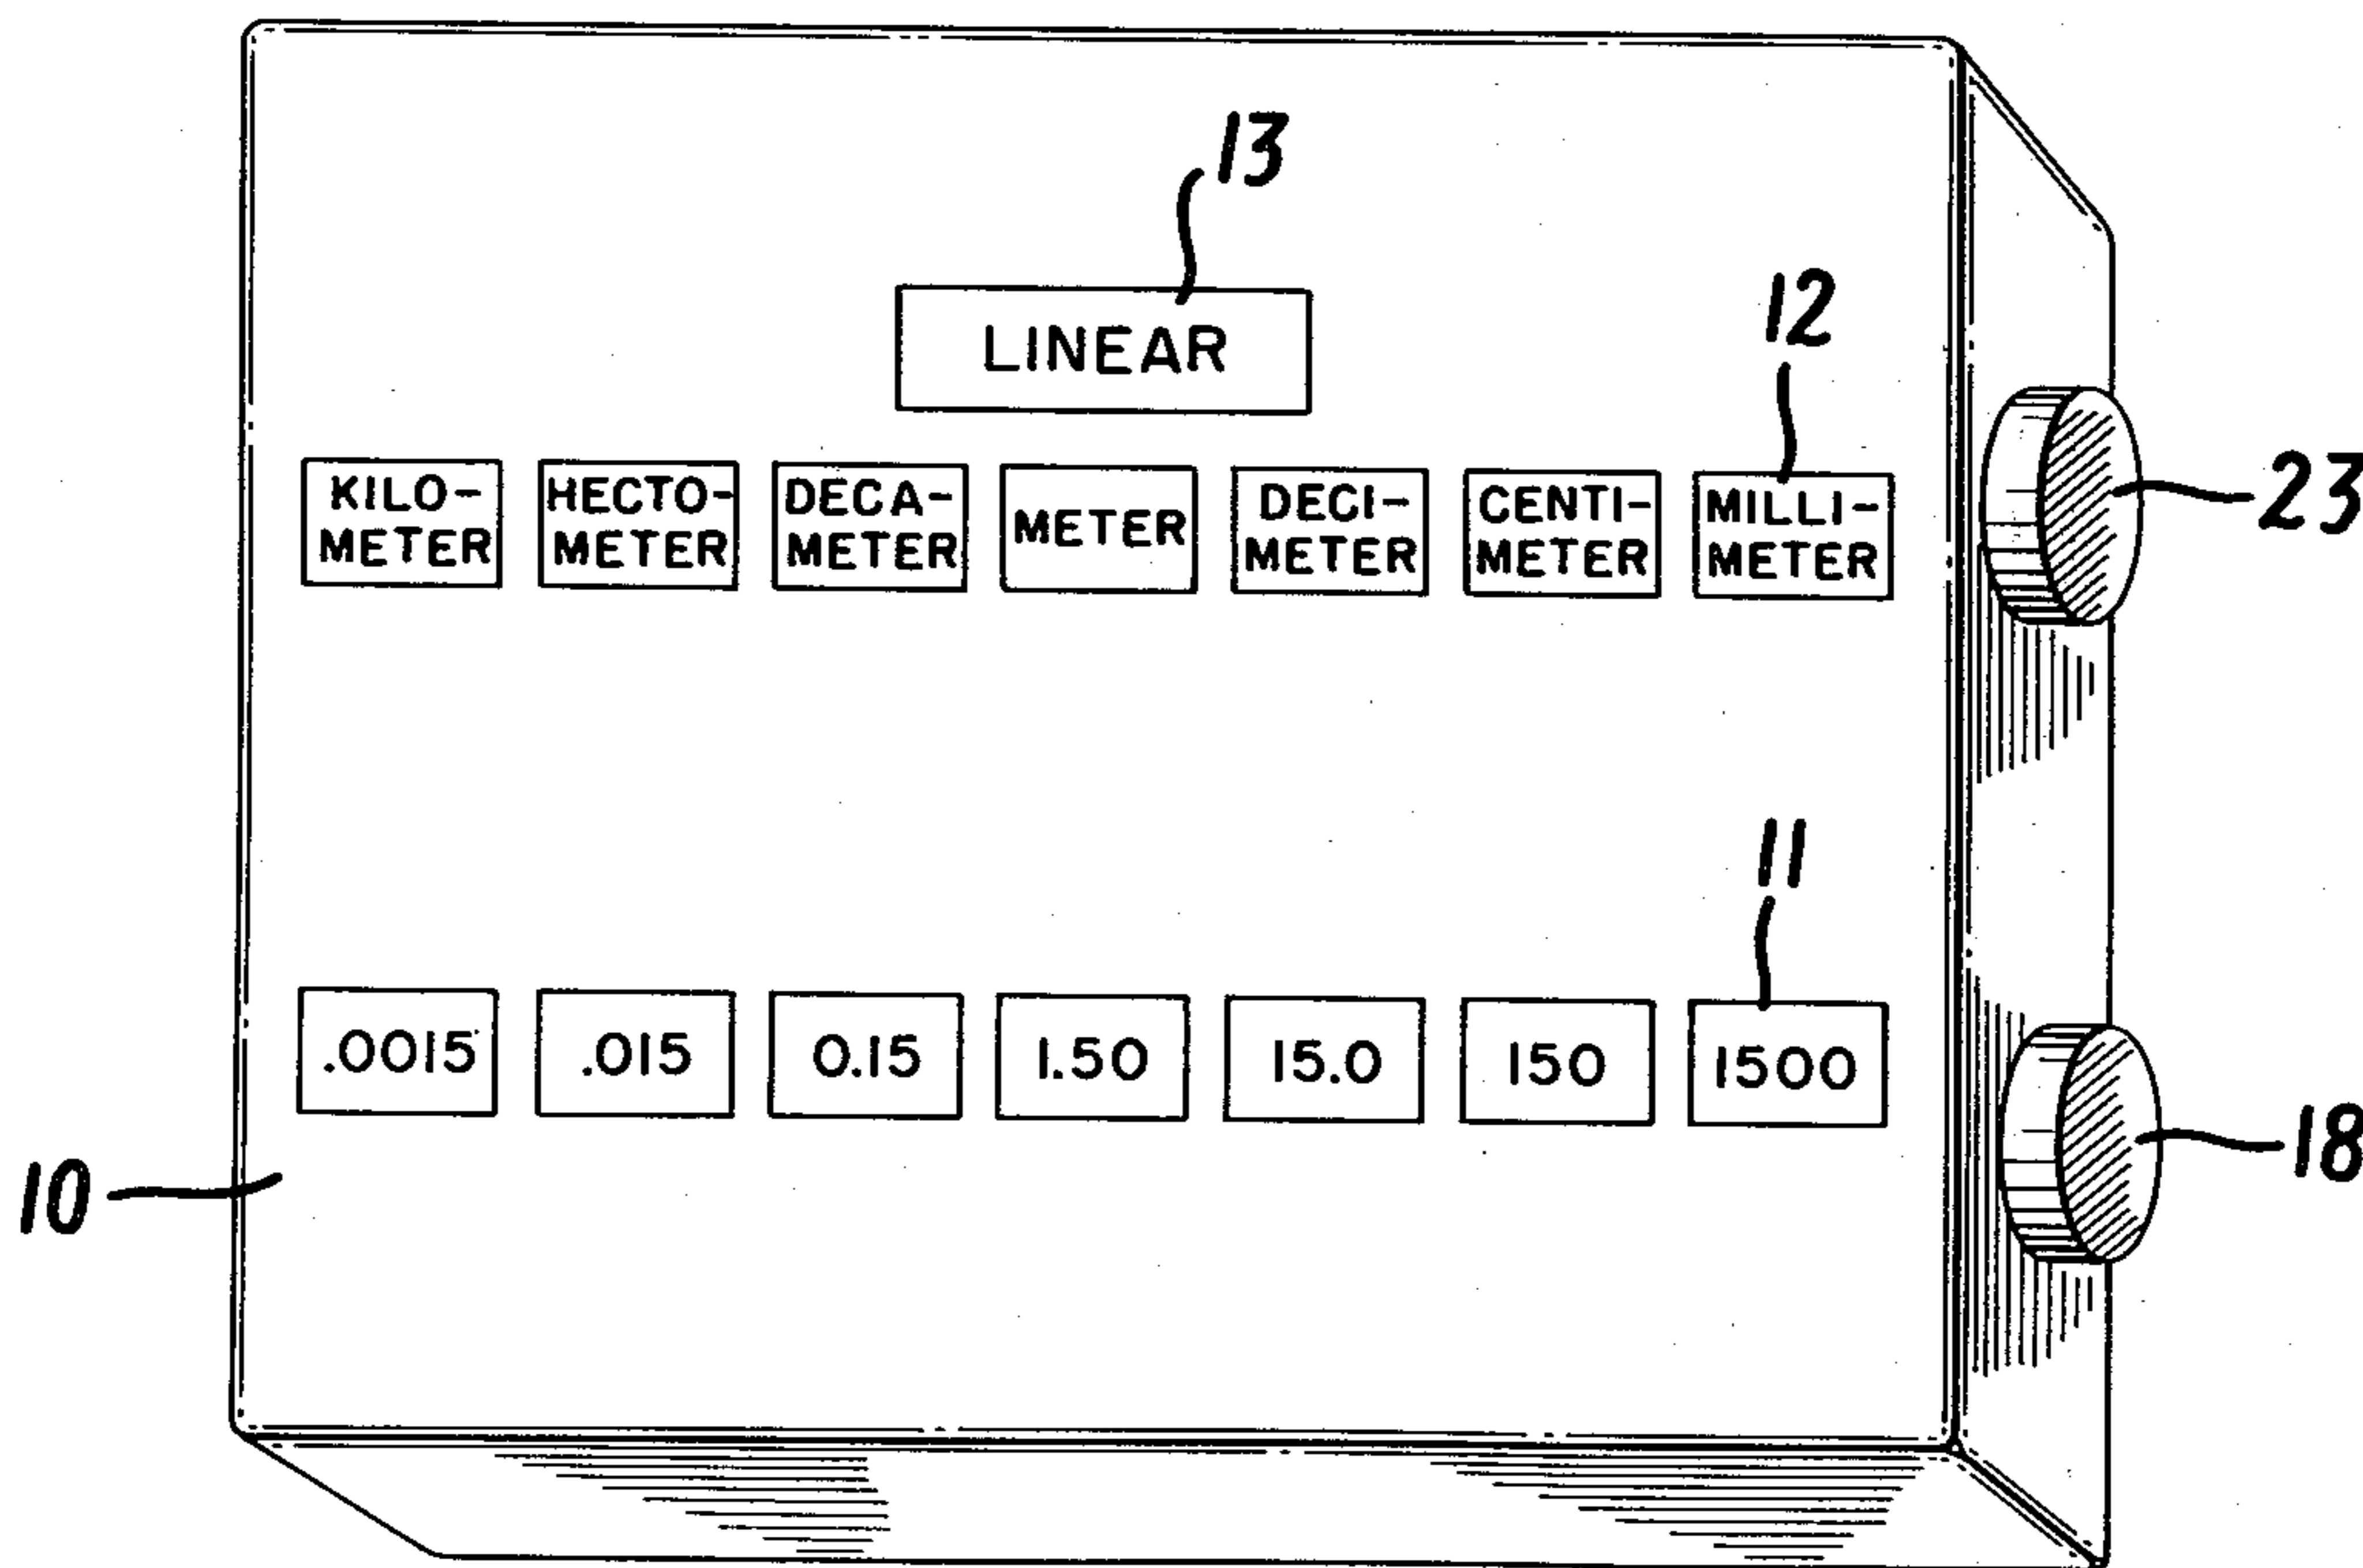 13
LINEAR
12
KILO- HECTO- DECA- METER DECI- CENTI- MILLI-
METER METER METER METER METER METER
23
11
.0015 .015 0.15 1.50 15.0 150 1500
10
18